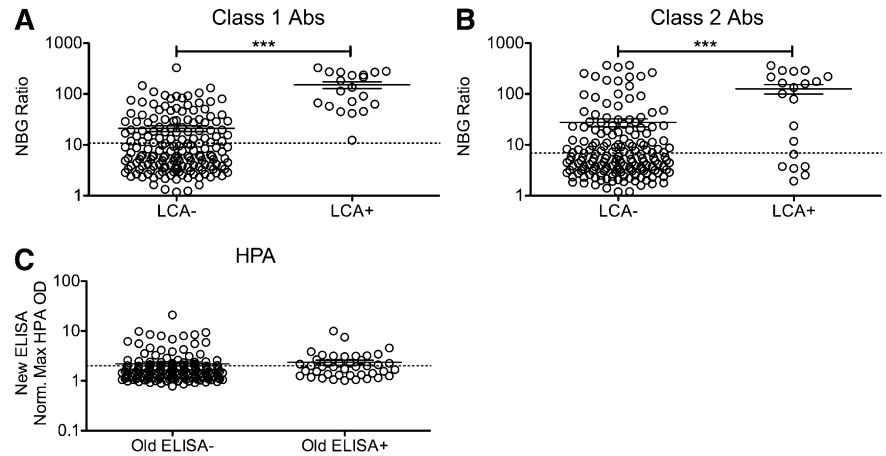 A
Class 1 Abs
1000
100
10
1
NBG Ratio
***
LCA-
LCA+
B
Class 2 Abs
1000
100
10
1
NBG Ratio
***
LCA-
LCA+
C
HPA
100
10
1
0.1
New ELISA
Norm. Max HPA OD
Old ELISA-
Old ELISA+